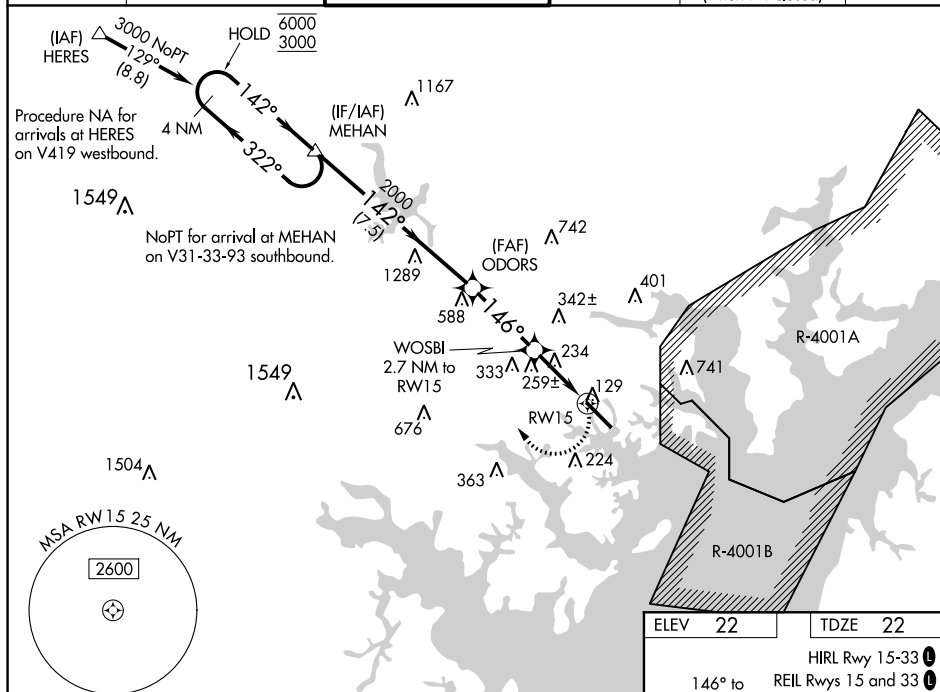 (IAF)
HERES
3000 NoPT
129°
(8.8)
HOLD
6000
3000
142°
4 NM
322°
(IF/IAF)
MEHAN
1167
Procedure NA for
arrivals at HERES
on V419 westbound.
1549
NoPT for arrival at MEHAN
on V31-33-93 southbound.
2000
142°
(7.5)
1289
(FAF)
ODORS
742
588
146°
342±
401
WOSBI
2.7 NM to
RW15
333
259±
234
129
RW15
741
R-4001A
1549
676
363
224
1504
R-4001B
MSA RW15 25 NM
2600
ELEV 22
TDZE 22
HIRL Rwy 15-33 L
146° to
REIL Rwys 15 and 33 L